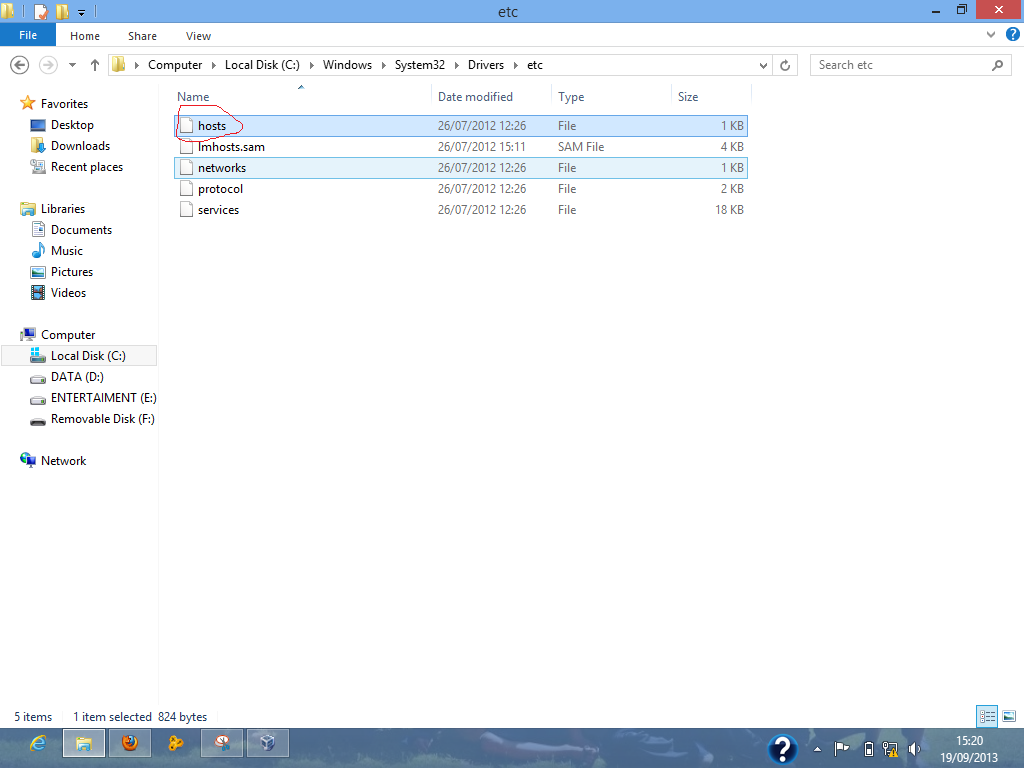 etc
File Home Share View
Computer Local Disk (C:) Windows System32 Drivers etc Search etc
Name Date modified Type Size
hosts 26/07/2012 12:26 File 1 KB
lmhosts.sam 26/07/2012 15:11 SAM File 4 KB
networks 26/07/2012 12:26 File 1 KB
protocol 26/07/2012 12:26 File 2 KB
services 26/07/2012 12:26 File 18 KB
Favorites
Desktop
Downloads
Recent places
Libraries
Documents
Music
Pictures
Videos
Computer
Local Disk (C:)
DATA (D:)
ENTERTAIMENT (E:)
Removable Disk (F:)
Network
5 items 1 item selected 824 bytes
15:20
19/09/2013